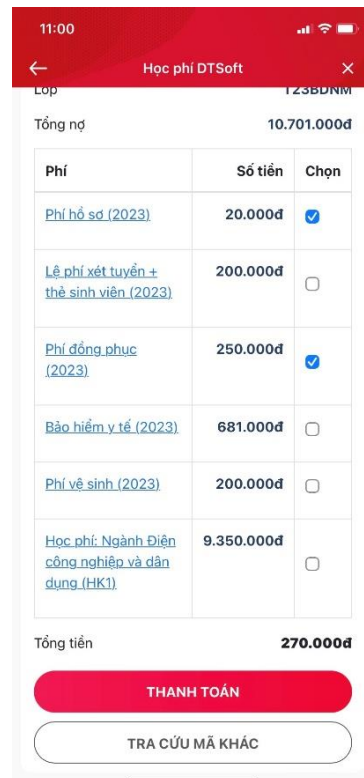 11:00
Học phí DTSoft
Lớp T23BDNM
Tổng nợ 10.701.000đ
Phí Số tiền Chọn
Phí hồ sơ (2023) 20.000đ
Lệ phí xét tuyển + 200.000đ
thẻ sinh viên (2023)
Phí đồng phục 250.000đ
(2023)
Bảo hiểm y tế (2023) 681.000đ
Phí vệ sinh (2023) 200.000đ
Học phí: Ngành Điện 9.350.000đ
công nghiệp và dân
dụng (HK1)
Tổng tiền 270.000đ
THANH TOÁN
TRA CỨU MÃ KHÁC